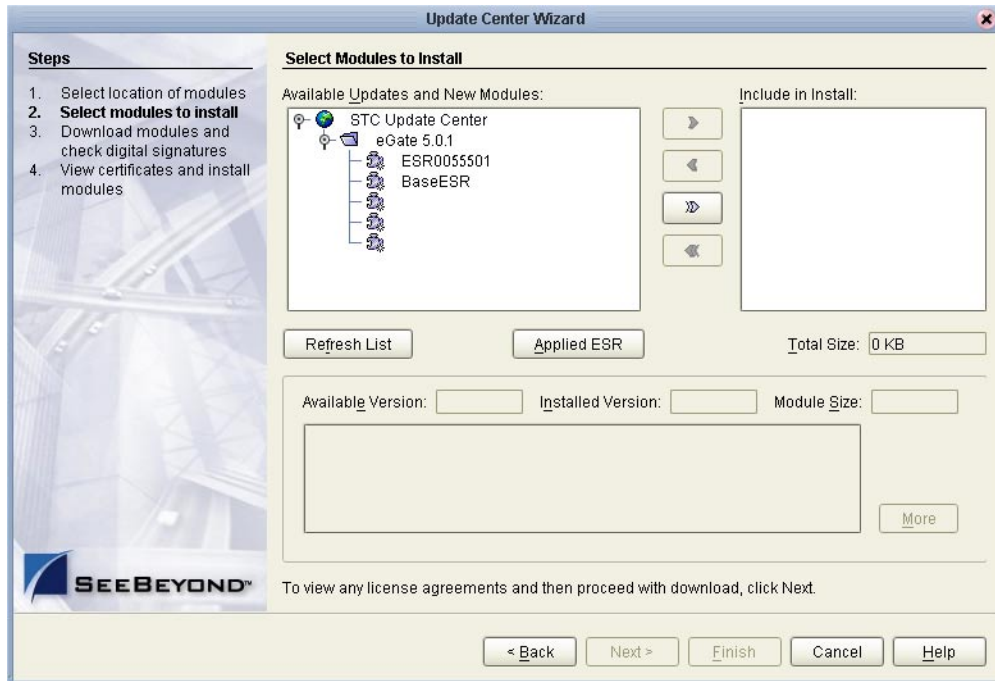 Update Center Wizard
Steps
1. Select location of modules
2. Select modules to install
3. Download modules and
check digital signatures
4. View certificates and install
modules
SEEBEYOND™
Select Modules to Install
Available Updates and New Modules:
STC Update Center
eGate 5.0.1
ESR0055501
BaseESR
Include in Install:
Refresh List
Applied ESR
Total Size: 0 KB
Available Version:
Installed Version:
Module Size:
More
To view any license agreements and then proceed with download, click Next.
< Back
Next >
Finish
Cancel
Help